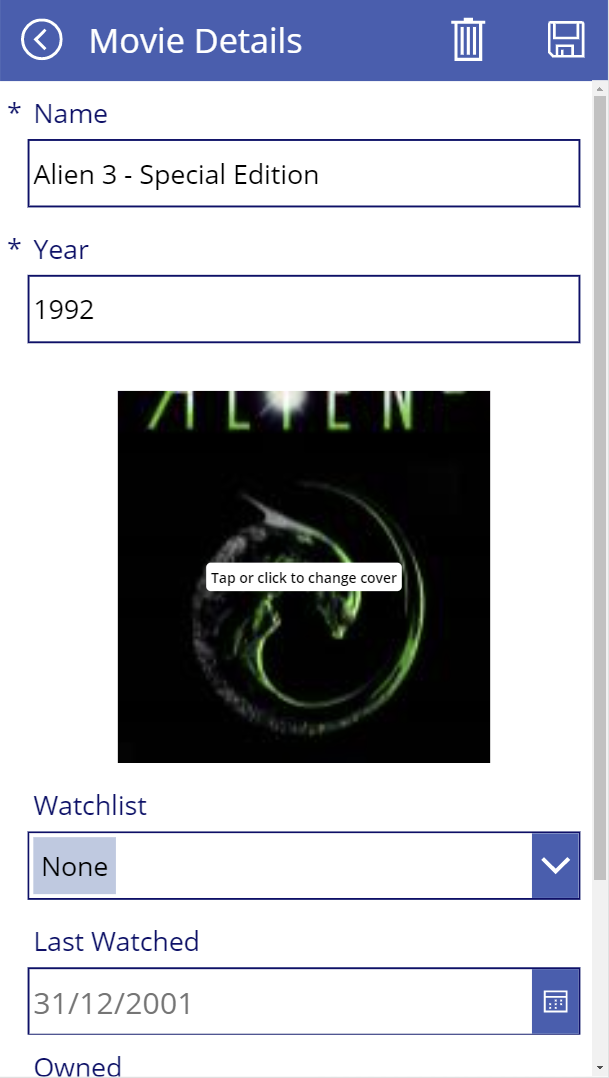 Movie Details
* Name
Alien 3 - Special Edition
* Year
1992
ALIEN
Tap or click to change cover
Watchlist
None
Last Watched
31/12/2001
Owned